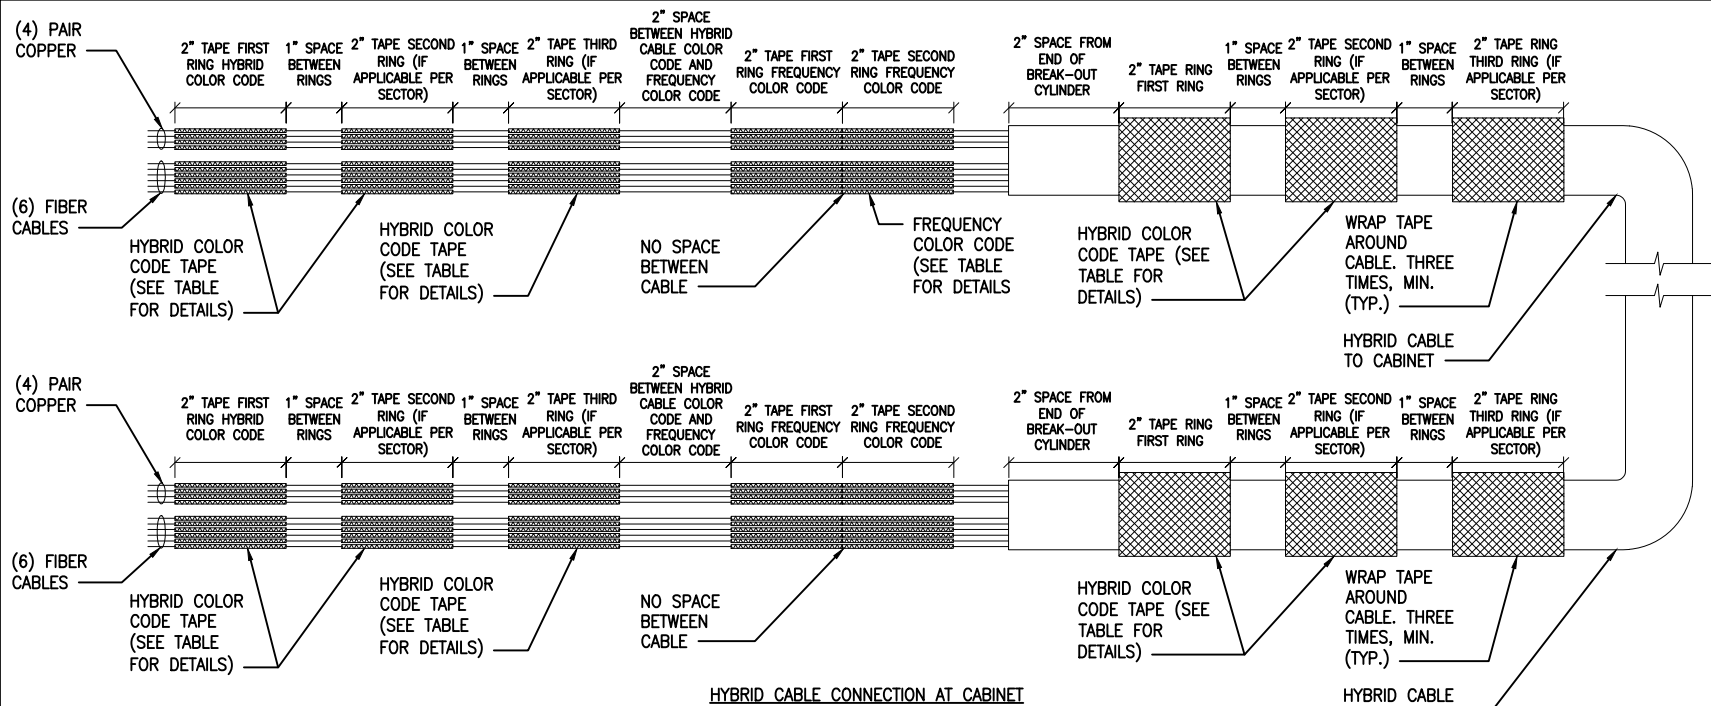 (4) PAIR
COPPER
2" TAPE FIRST
RING HYBRID
COLOR CODE
1" SPACE
BETWEEN
RINGS
2" TAPE SECOND
RING (IF
APPLICABLE PER
SECTOR)
1" SPACE
BETWEEN
RINGS
2" TAPE THIRD
RING (IF
APPLICABLE PER
SECTOR)
2" SPACE
BETWEEN HYBRID
CABLE COLOR
CODE AND
FREQUENCY
COLOR CODE
2" TAPE FIRST
RING FREQUENCY
COLOR CODE
2" TAPE SECOND
RING FREQUENCY
COLOR CODE
2" SPACE FROM
END OF
BREAK-OUT
CYLINDER
2" TAPE RING
FIRST RING
1" SPACE
BETWEEN
RINGS
2" TAPE SECOND
RING (IF
APPLICABLE PER
SECTOR)
1" SPACE
BETWEEN
RINGS
2" TAPE RING
THIRD RING (IF
APPLICABLE PER
SECTOR)
(6) FIBER
CABLES
HYBRID COLOR
CODE TAPE
(SEE TABLE
FOR DETAILS)
HYBRID COLOR
CODE TAPE
(SEE TABLE
FOR DETAILS)
NO SPACE
BETWEEN
CABLE
FREQUENCY
COLOR CODE
(SEE TABLE
FOR DETAILS
HYBRID COLOR
CODE TAPE (SEE
TABLE FOR
DETAILS)
WRAP TAPE
AROUND
CABLE. THREE
TIMES, MIN.
(TYP.)
HYBRID CABLE
TO CABINET
(4) PAIR
COPPER
2" TAPE FIRST
RING HYBRID
COLOR CODE
1" SPACE
BETWEEN
RINGS
2" TAPE SECOND
RING (IF
APPLICABLE PER
SECTOR)
1" SPACE
BETWEEN
RINGS
2" TAPE THIRD
RING (IF
APPLICABLE PER
SECTOR)
2" SPACE
BETWEEN HYBRID
CABLE COLOR
CODE AND
FREQUENCY
COLOR CODE
2" TAPE FIRST
RING FREQUENCY
COLOR CODE
2" TAPE SECOND
RING FREQUENCY
COLOR CODE
2" SPACE FROM
END OF
BREAK-OUT
CYLINDER
2" TAPE RING
FIRST RING
1" SPACE
BETWEEN
RINGS
2" TAPE SECOND
RING (IF
APPLICABLE PER
SECTOR)
1" SPACE
BETWEEN
RINGS
2" TAPE RING
THIRD RING (IF
APPLICABLE PER
SECTOR)
(6) FIBER
CABLES
HYBRID COLOR
CODE TAPE
(SEE TABLE
FOR DETAILS)
HYBRID COLOR
CODE TAPE
(SEE TABLE
FOR DETAILS)
NO SPACE
BETWEEN
CABLE
HYBRID COLOR
CODE TAPE (SEE
TABLE FOR
DETAILS)
WRAP TAPE
AROUND
CABLE. THREE
TIMES, MIN.
(TYP.)
HYBRID CABLE
HYBRID CABLE CONNECTION AT CABINET